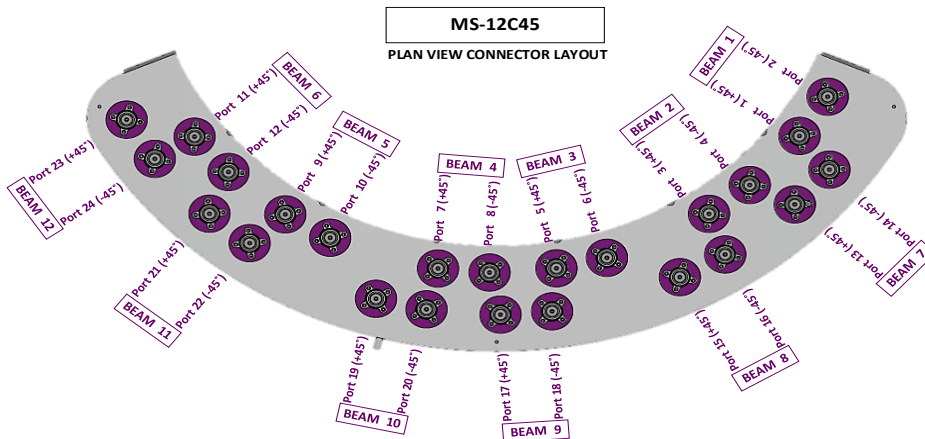 MS-12C45
PLAN VIEW CONNECTOR LAYOUT
BEAM 1
Port 2 (-45°)
Port 1 (+45°)
BEAM 2
Port 4 (-45°)
Port 3 (+45°)
BEAM 3
Port 5 (+45°)
Port 6 (-45°)
BEAM 4
Port 7 (+45°)
Port 8 (-45°)
BEAM 5
Port 9 (+45°)
Port 10 (-45°)
BEAM 6
Port 11 (+45°)
Port 12 (-45°)
Port 23 (+45°)
Port 24 (-45°)
BEAM 12
Port 21 (+45°)
Port 22 (-45°)
BEAM 11
Port 19 (+45°)
Port 20 (-45°)
BEAM 10
Port 17 (+45°)
Port 18 (-45°)
BEAM 9
Port 15 (+45°)
Port 16 (-45°)
BEAM 8
Port 13 (+45°)
Port 14 (-45°)
BEAM 7